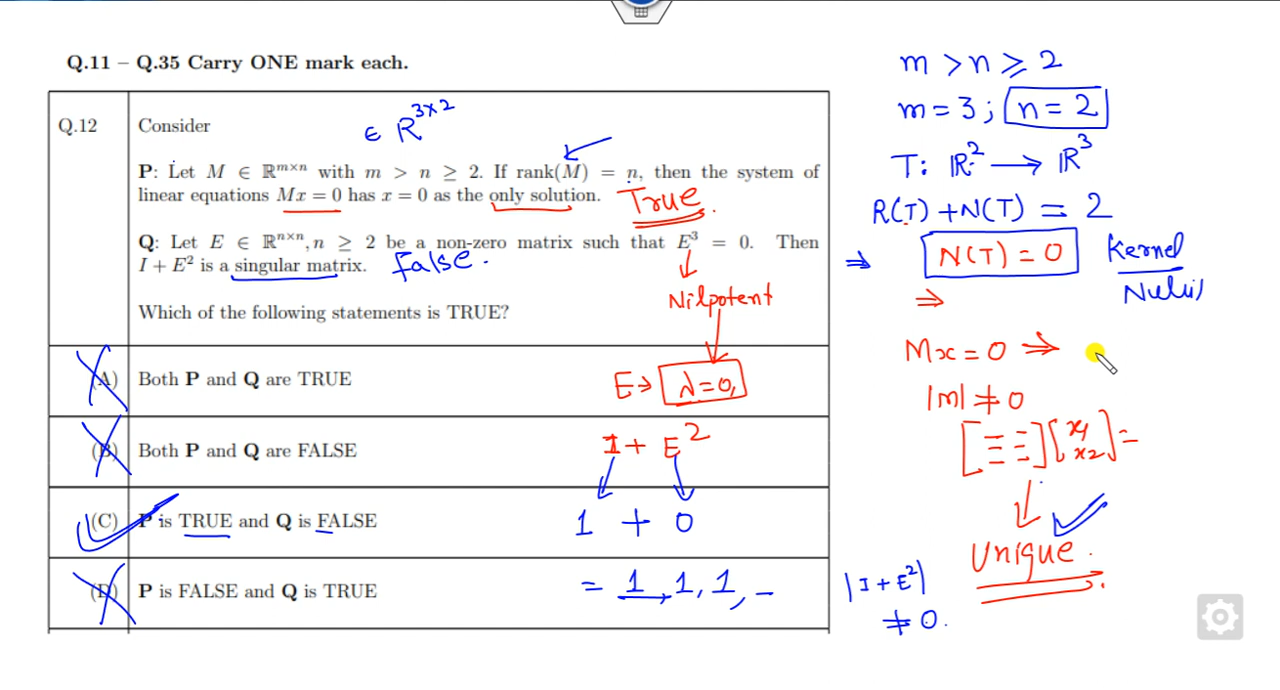 Q.11 – Q.35 Carry ONE mark each.
m > n ⩾ 2
m = 3 ; n = 2
∈ R^{3×2}
Q.12 Consider
T: R² → R³
P: Let M ∈ ℝ^{m×n} with m > n ≥ 2. If rank(M) = n, then the system of
linear equations Mx = 0 has x = 0 as the only solution. True
R(T) + N(T) = 2
Q: Let E ∈ ℝ^{n×n}, n ≥ 2 be a non-zero matrix such that E³ = 0. Then
I + E² is a singular matrix. False.
⇒ N(T) = 0 Kernel
Nilpotent
⇒
Which of the following statements is TRUE?
Mx = 0 ⇒
(A) Both P and Q are TRUE
E → λ = 0,
|M| ≠ 0
(B) Both P and Q are FALSE
I + E²
[ ] [x₁ x₂] =
(C) P is TRUE and Q is FALSE
1 + 0
Unique.
(D) P is FALSE and Q is TRUE
= 1, 1, 1, –
|I + E²|
≠ 0.